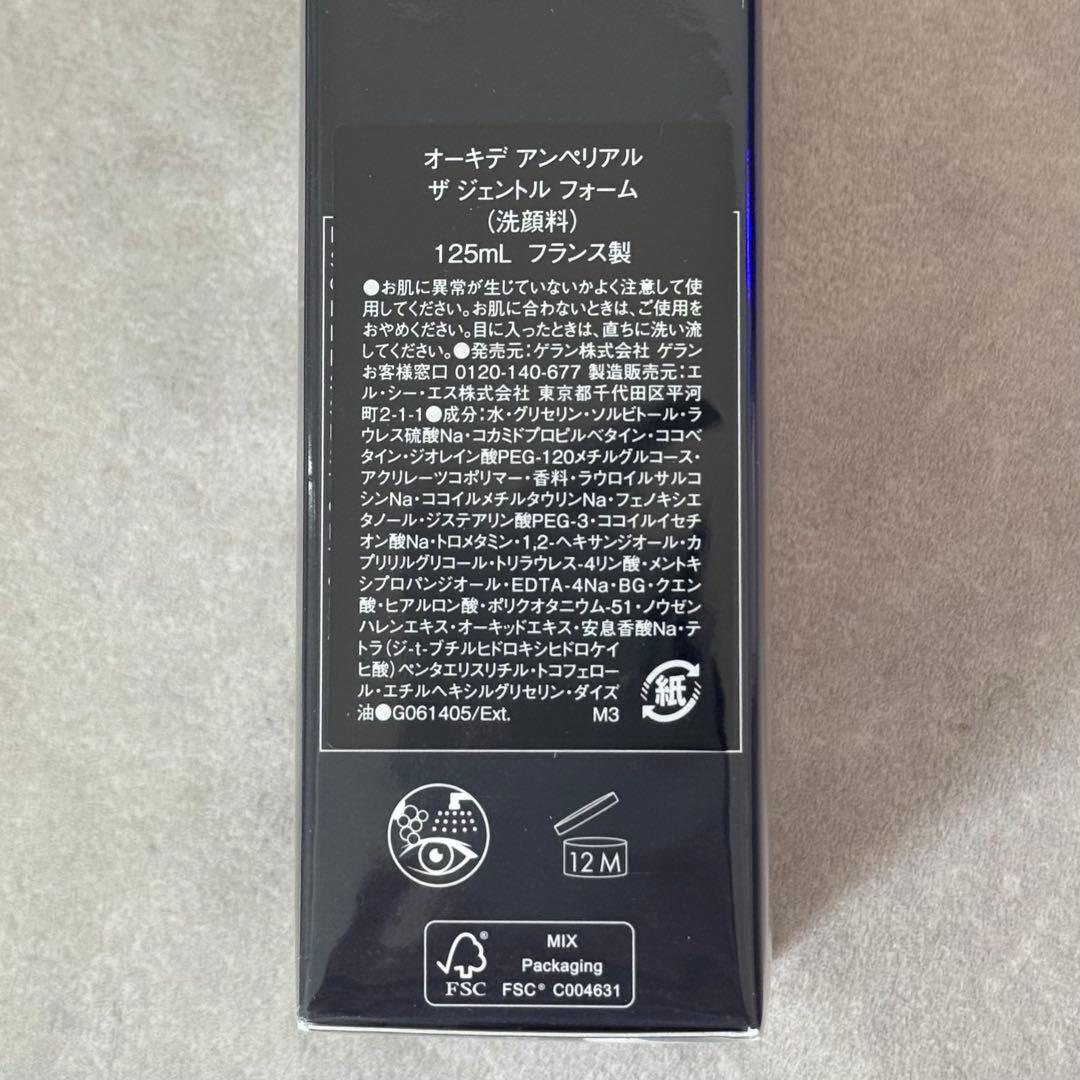 オーキデ アンペリアル
ザ ジェントル フォーム
(洗顔料)
125mL フランス製
●お肌に異常が生じていないかよく注意して使
用してください。お肌に合わないときは、ご使用を
おやめください。目に入ったときは、直ちに洗い流
してください。●発売元:ゲラン株式会社 ゲラン
お客様窓口 0120-140-677 製造販売元:エ
ル・シー・エス株式会社 東京都千代田区平河
町2-1-1●成分:水・グリセリン・ソルビトール・ラ
ウレス硫酸Na・コカミドプロピルベタイン・ココベ
タイン・ジオレイン酸PEG-120メチルグルコース・
アクリレーツコポリマー・香料・ラウロイルサルコ
シンNa・ココイルメチルタウリンNa・フェノキシエ
タノール・ジステアリン酸PEG-3・ココイルイセチ
オン酸Na・トロメタミン・1,2-ヘキサンジオール・カ
プリリルグリコール・トリラウレス-4リン酸・メントキ
シプロパンジオール・EDTA-4Na・BG・クエン
酸・ヒアルロン酸・ポリクオタニウム-51・ノウゼン
ハレンエキス・オーキッドエキス・安息香酸Na・テ
トラ(ジ-t-ブチルヒドロキシヒドロケイ
ヒ酸)ペンタエリスリチル・トコフェロー
ル・エチルヘキシルグリセリン・ダイズ
油●G061405/Ext. M3
紙
12 M
FSC®
MIX
Packaging
FSC® C004631